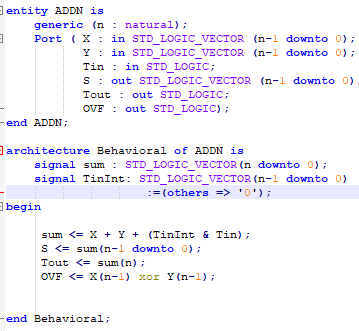 entity ADDN is
generic (n : natural);
Port ( X : in STD_LOGIC_VECTOR (n-1 downto 0);
Y : in STD_LOGIC_VECTOR (n-1 downto 0);
Tin : in STD_LOGIC;
S : out STD_LOGIC_VECTOR (n-1 downto 0)
Tout : out STD_LOGIC;
OVF : out STD_LOGIC);
end ADDN;
architecture Behavioral of ADDN is
signal sum : STD_LOGIC_VECTOR(n downto 0);
signal TinInt: STD_LOGIC_VECTOR(n-1 downto 0)
:=(others => '0');
begin
sum <= X + Y + (TinInt & Tin);
S <= sum(n-1 downto 0);
Tout <= sum(n);
OVF <= X(n-1) xor Y(n-1);
end Behavioral;